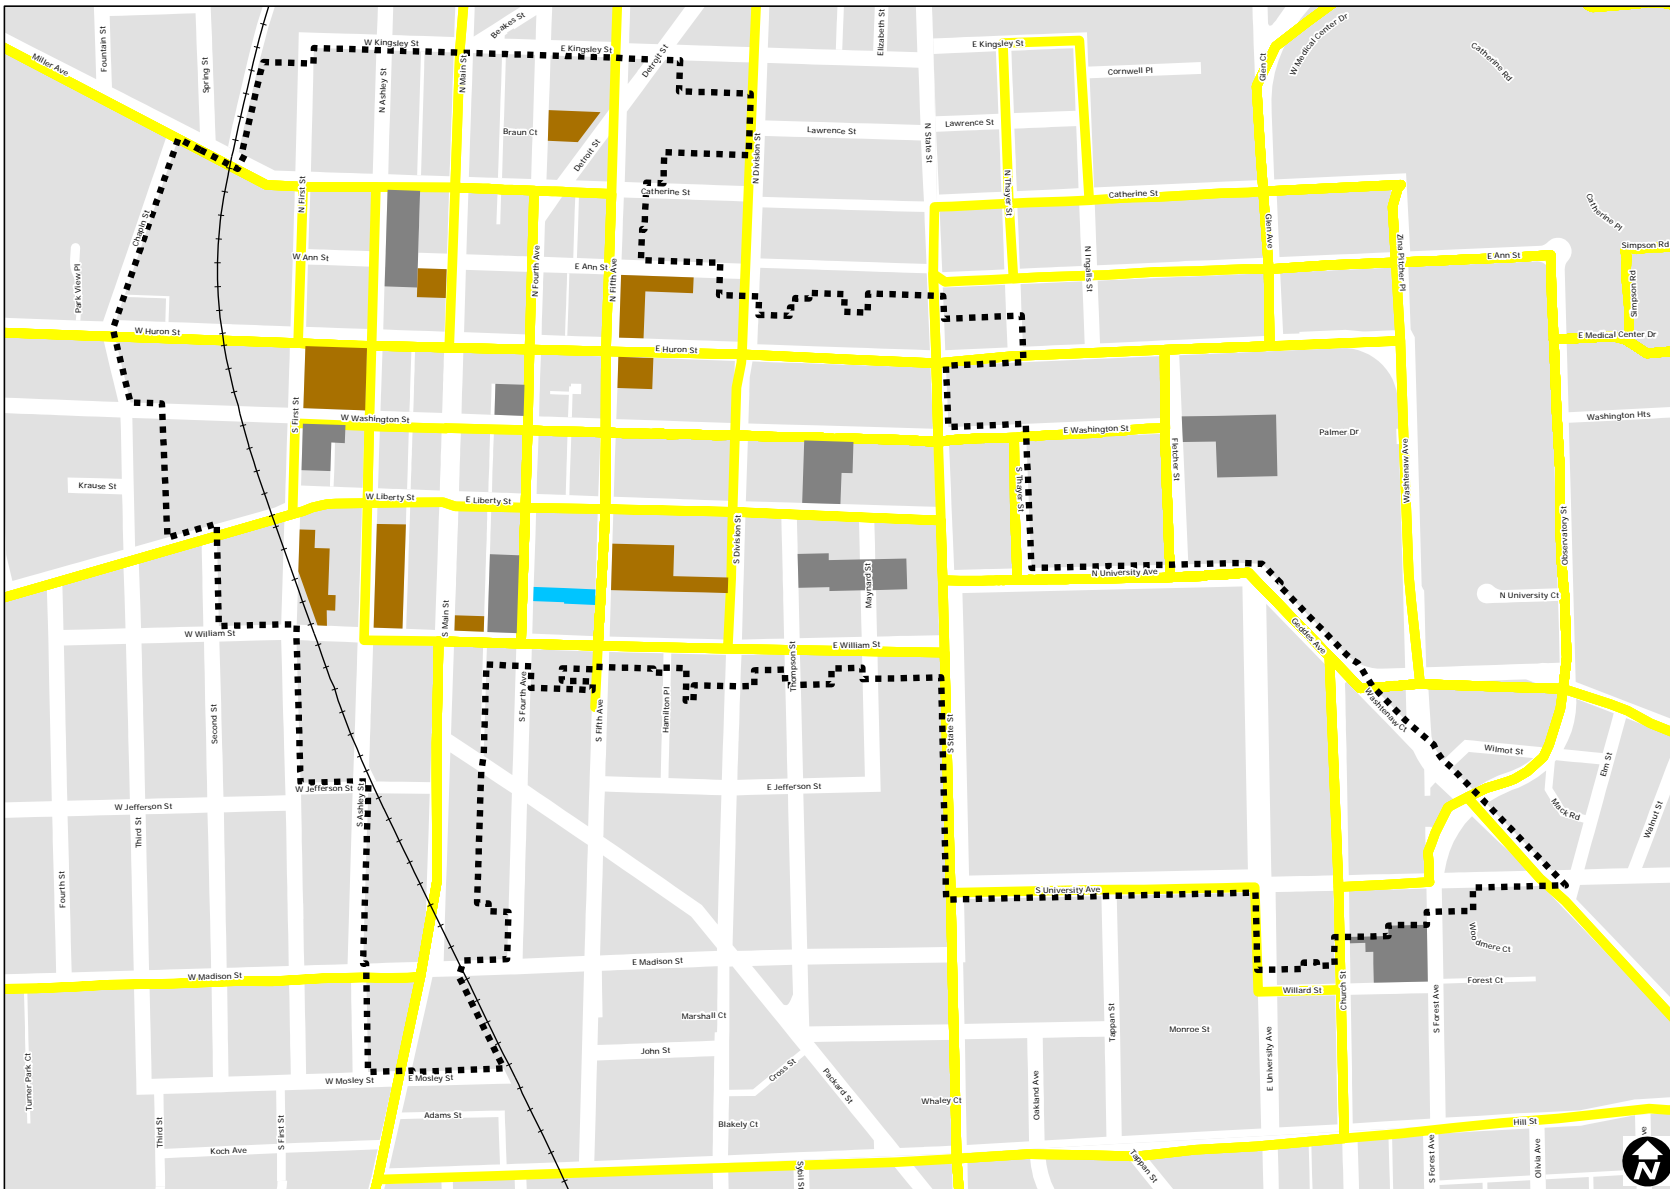 Fountain St
Spring St
Miller Ave
W Kingsley St
N Ashley St
N Main St
Beakes St
E Kingsley St
Detroit St
Elizabeth St
E Kingsley St
Cornwell Pl
Glen Ct
W Medical Center Dr
Catherine Rd
Braun Ct
Detroit St
N Division St
Lawrence St
N State St
Lawrence St
N First St
Catherine St
N Thayer St
Catherine St
Catherine Pl
Chapin St
Park View Pl
W Ann St
N Fourth Ave
E Ann St
N Fifth Ave
N Ingalls St
Glen Ave
Zina Pitcher Pl
E Ann St
Simpson Rd
Simpson Rd
W Huron St
E Huron St
E Medical Center Dr
S First St
W Washington St
E Washington St
Fletcher St
Palmer Dr
Washtenaw Ave
Washington Hts
Krause St
W Liberty St
E Liberty St
S Division St
S Thayer St
Observatory St
S Main St
Maynard St
N University Ave
N University Ct
W William St
E William St
Geddes Ave
Second St
S Fourth Ave
S Fifth Ave
Hamilton Pl
Thompson St
S State St
Washtenaw Ct
Wilmot St
Elm St
W Jefferson St
W Jefferson St
S Ashley St
E Jefferson St
Mack Rd
Walnut St
Third St
Fourth St
S University Ave
Woodmere Ct
W Madison St
E Madison St
Willard St
Church St
Forest Ct
S Forest Ave
Marshall Ct
Tappan St
Monroe St
John St
Cross St
Packard St
Turner Park Ct
W Mosley St
E Mosley St
Oakland Ave
E University Ave
Whaley Ct
Adams St
Blakely Ct
Third St
S First St
Koch Ave
Hill St
Sybil St
Tappan St
S Forest Ave
Olivia Ave
ve
N